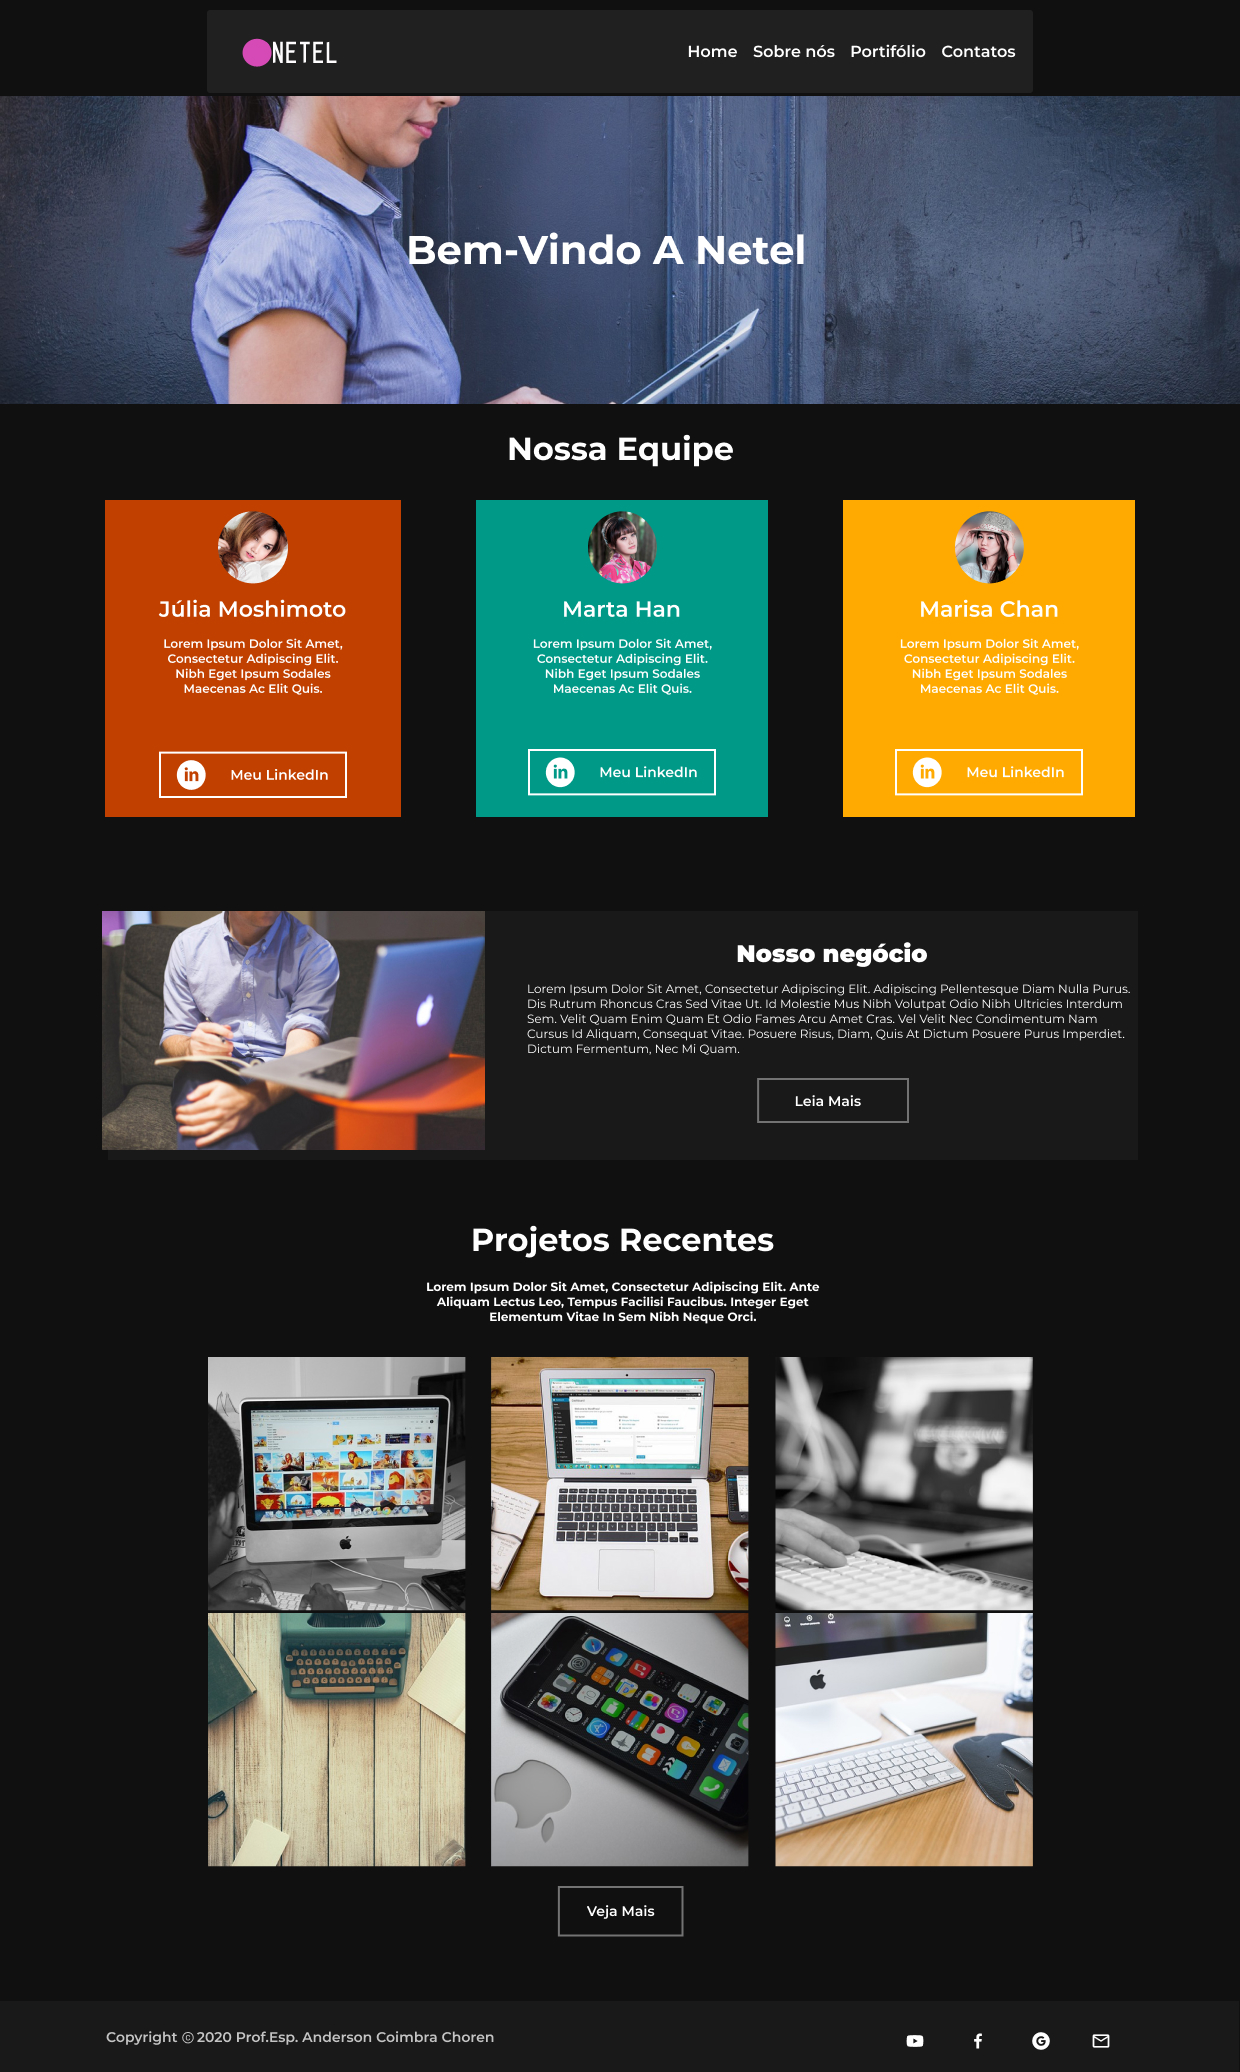 NETEL
Home Sobre nós Portifólio Contatos
Bem-Vindo A Netel
Nossa Equipe
Júlia Moshimoto
Lorem Ipsum Dolor Sit Amet,
Consectetur Adipiscing Elit.
Nibh Eget Ipsum Sodales
Maecenas Ac Elit Quis.
in Meu LinkedIn
Marta Han
Lorem Ipsum Dolor Sit Amet,
Consectetur Adipiscing Elit.
Nibh Eget Ipsum Sodales
Maecenas Ac Elit Quis.
in Meu LinkedIn
Marisa Chan
Lorem Ipsum Dolor Sit Amet,
Consectetur Adipiscing Elit.
Nibh Eget Ipsum Sodales
Maecenas Ac Elit Quis.
in Meu LinkedIn
Nosso negócio
Lorem Ipsum Dolor Sit Amet, Consectetur Adipiscing Elit. Adipiscing Pellentesque Diam Nulla Purus.
Dis Rutrum Rhoncus Cras Sed Vitae Ut. Id Molestie Mus Nibh Volutpat Odio Nibh Ultricies Interdum
Sem. Velit Quam Enim Quam Et Odio Fames Arcu Amet Cras. Vel Velit Nec Condimentum Nam
Cursus Id Aliquam, Consequat Vitae. Posuere Risus, Diam, Quis At Dictum Posuere Purus Imperdiet.
Dictum Fermentum, Nec Mi Quam.
Leia Mais
Projetos Recentes
Lorem Ipsum Dolor Sit Amet, Consectetur Adipiscing Elit. Ante
Aliquam Lectus Leo, Tempus Facilisi Faucibus. Integer Eget
Elementum Vitae In Sem Nibh Neque Orci.
Veja Mais
Copyright © 2020 Prof.Esp. Anderson Coimbra Choren